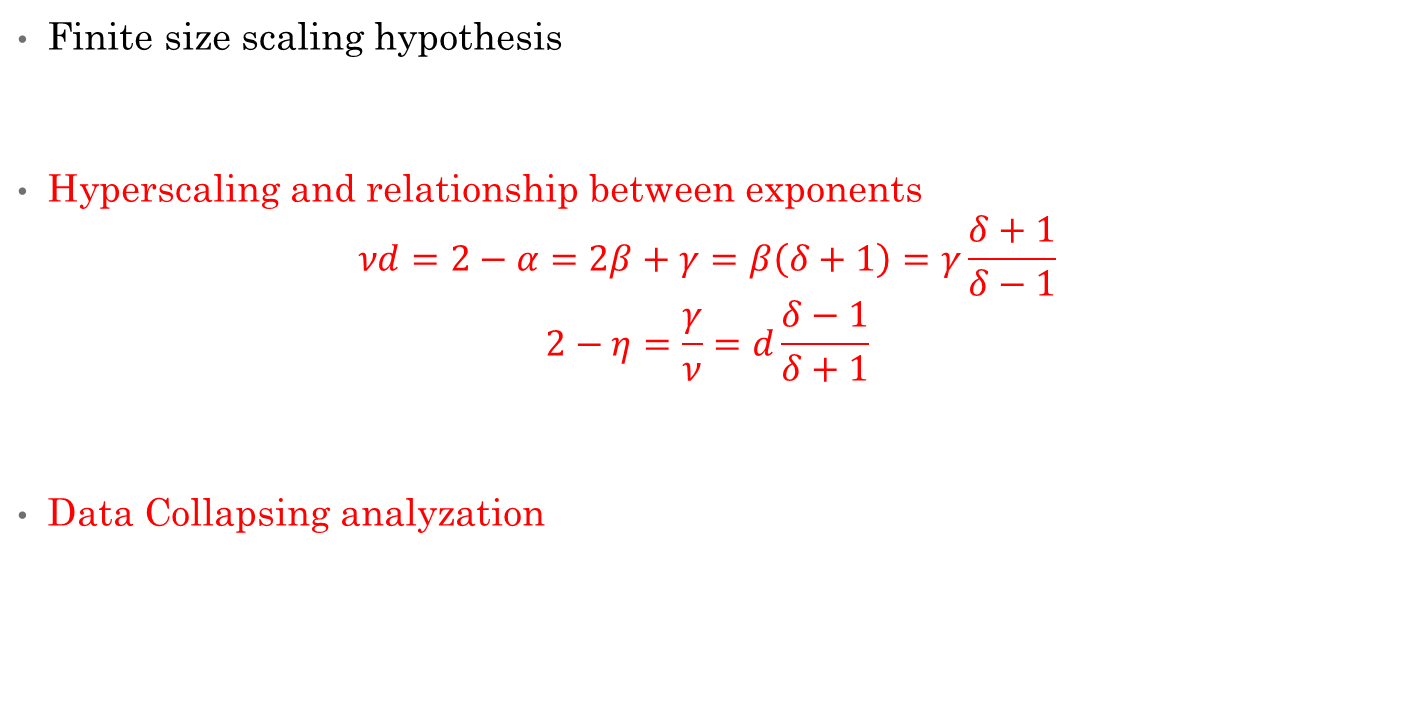 • Finite size scaling hypothesis
• Hyperscaling and relationship between exponents
νd = 2 − α = 2β + γ = β(δ + 1) = γ (δ + 1)/(δ − 1)
2 − η = γ/ν = d (δ − 1)/(δ + 1)
• Data Collapsing analyzation